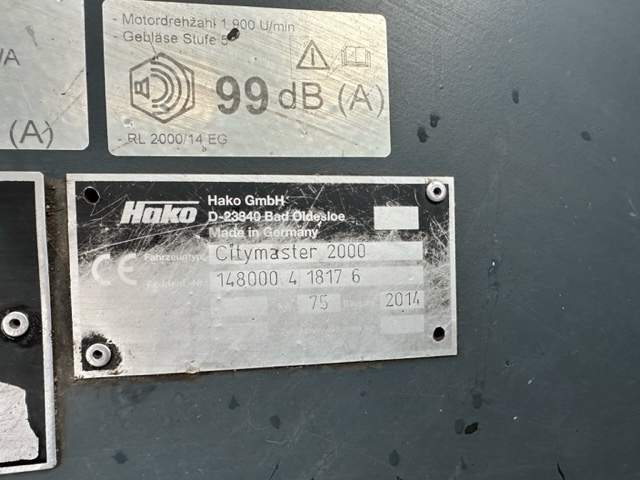 - Motordrehzahl 1 900 U/min
- Gebläse Stufe 5
99 dB (A)
- RL 2000/14 EG
/A
(A)
Hako
Hako GmbH
D-23840 Bad Oldesloe
Made in Germany
CE
Fahrzeugtyp
Citymaster 2000
148000 4 1817 6
75
2014